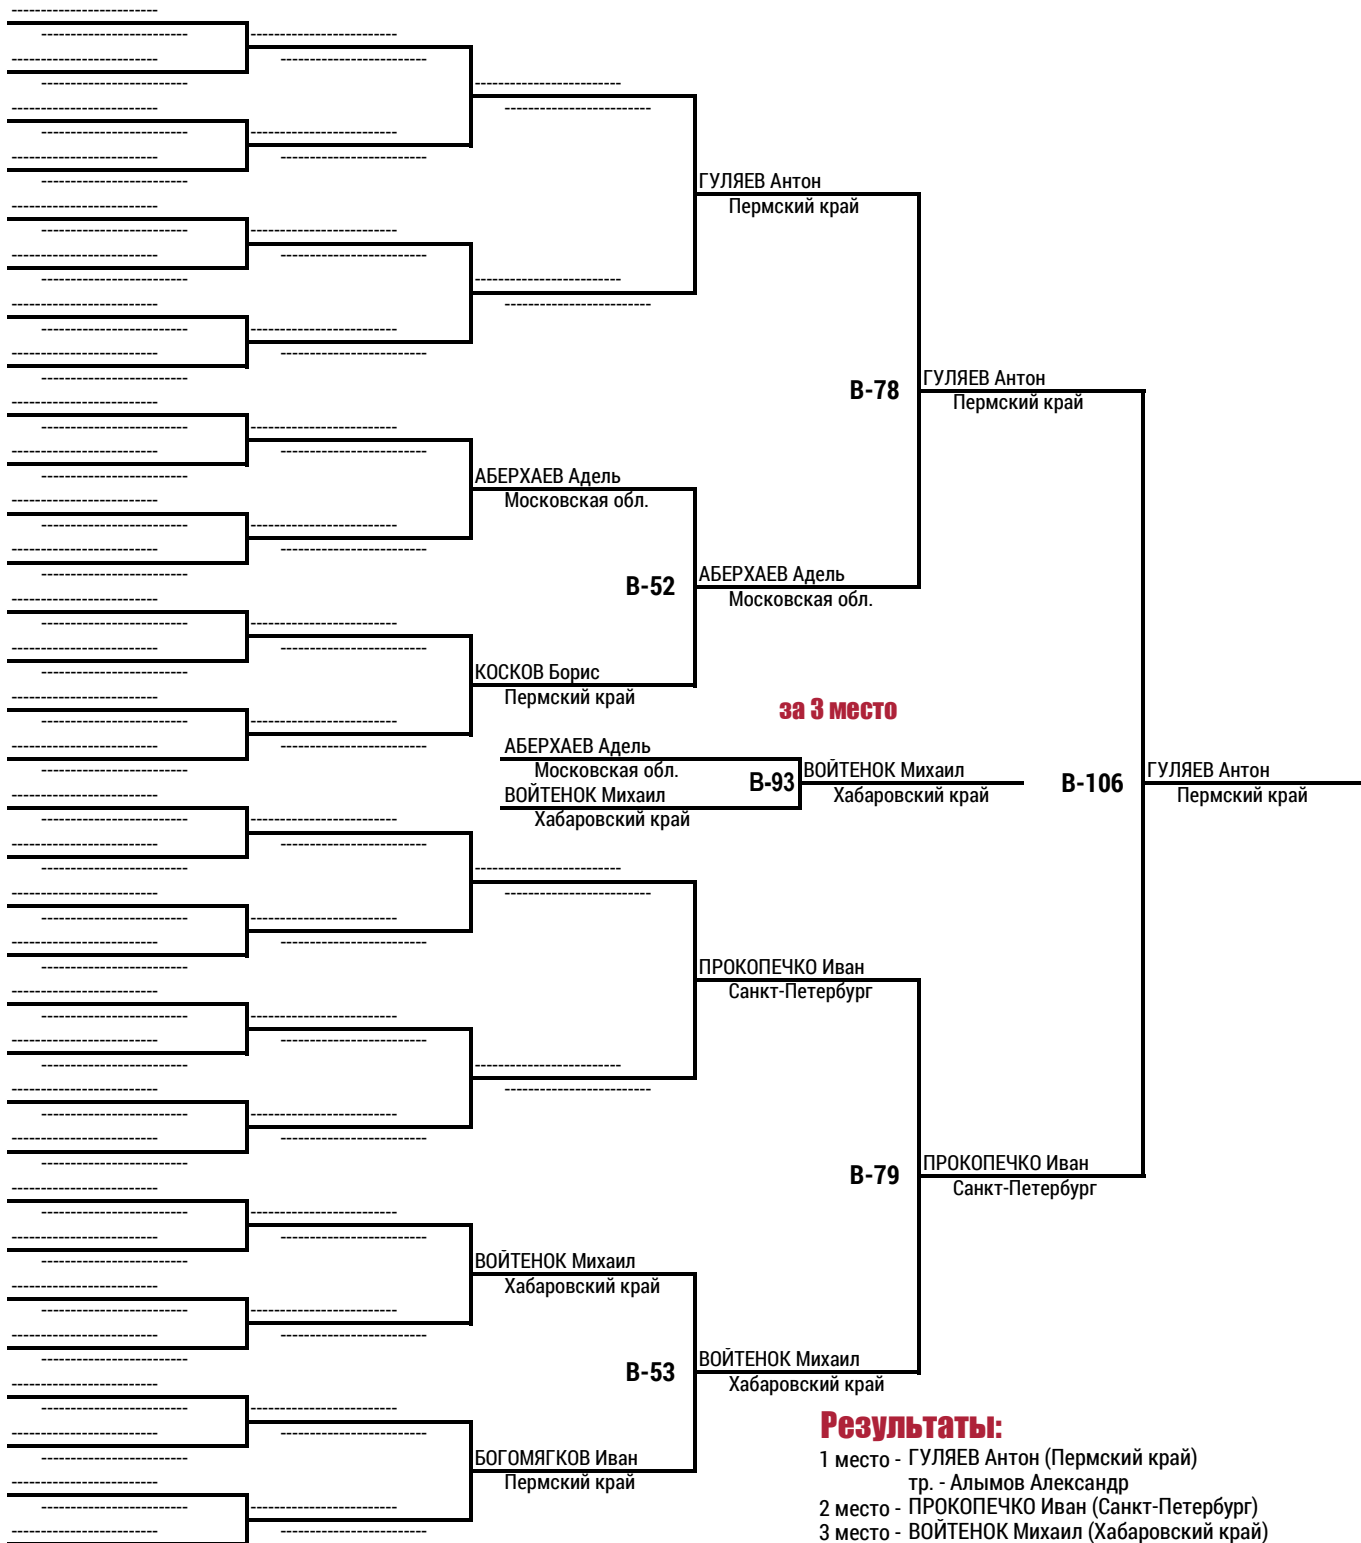 ГУЛЯЕВ Антон
Пермский край
B-78
ГУЛЯЕВ Антон
Пермский край
АБЕРХАЕВ Адель
Московская обл.
B-52
АБЕРХАЕВ Адель
Московская обл.
КОСКОВ Борис
Пермский край
за 3 место
АБЕРХАЕВ Адель
Московская обл.
B-93
ВОЙТЕНОК Михаил
Хабаровский край
ВОЙТЕНОК Михаил
Хабаровский край
B-106
ГУЛЯЕВ Антон
Пермский край
ПРОКОПЕЧКО Иван
Санкт-Петербург
B-79
ПРОКОПЕЧКО Иван
Санкт-Петербург
ВОЙТЕНОК Михаил
Хабаровский край
B-53
ВОЙТЕНОК Михаил
Хабаровский край
БОГОМЯГКОВ Иван
Пермский край
Результаты:
1 место - ГУЛЯЕВ Антон (Пермский край)
тр. - Алымов Александр
2 место - ПРОКОПЕЧКО Иван (Санкт-Петербург)
3 место - ВОЙТЕНОК Михаил (Хабаровский край)